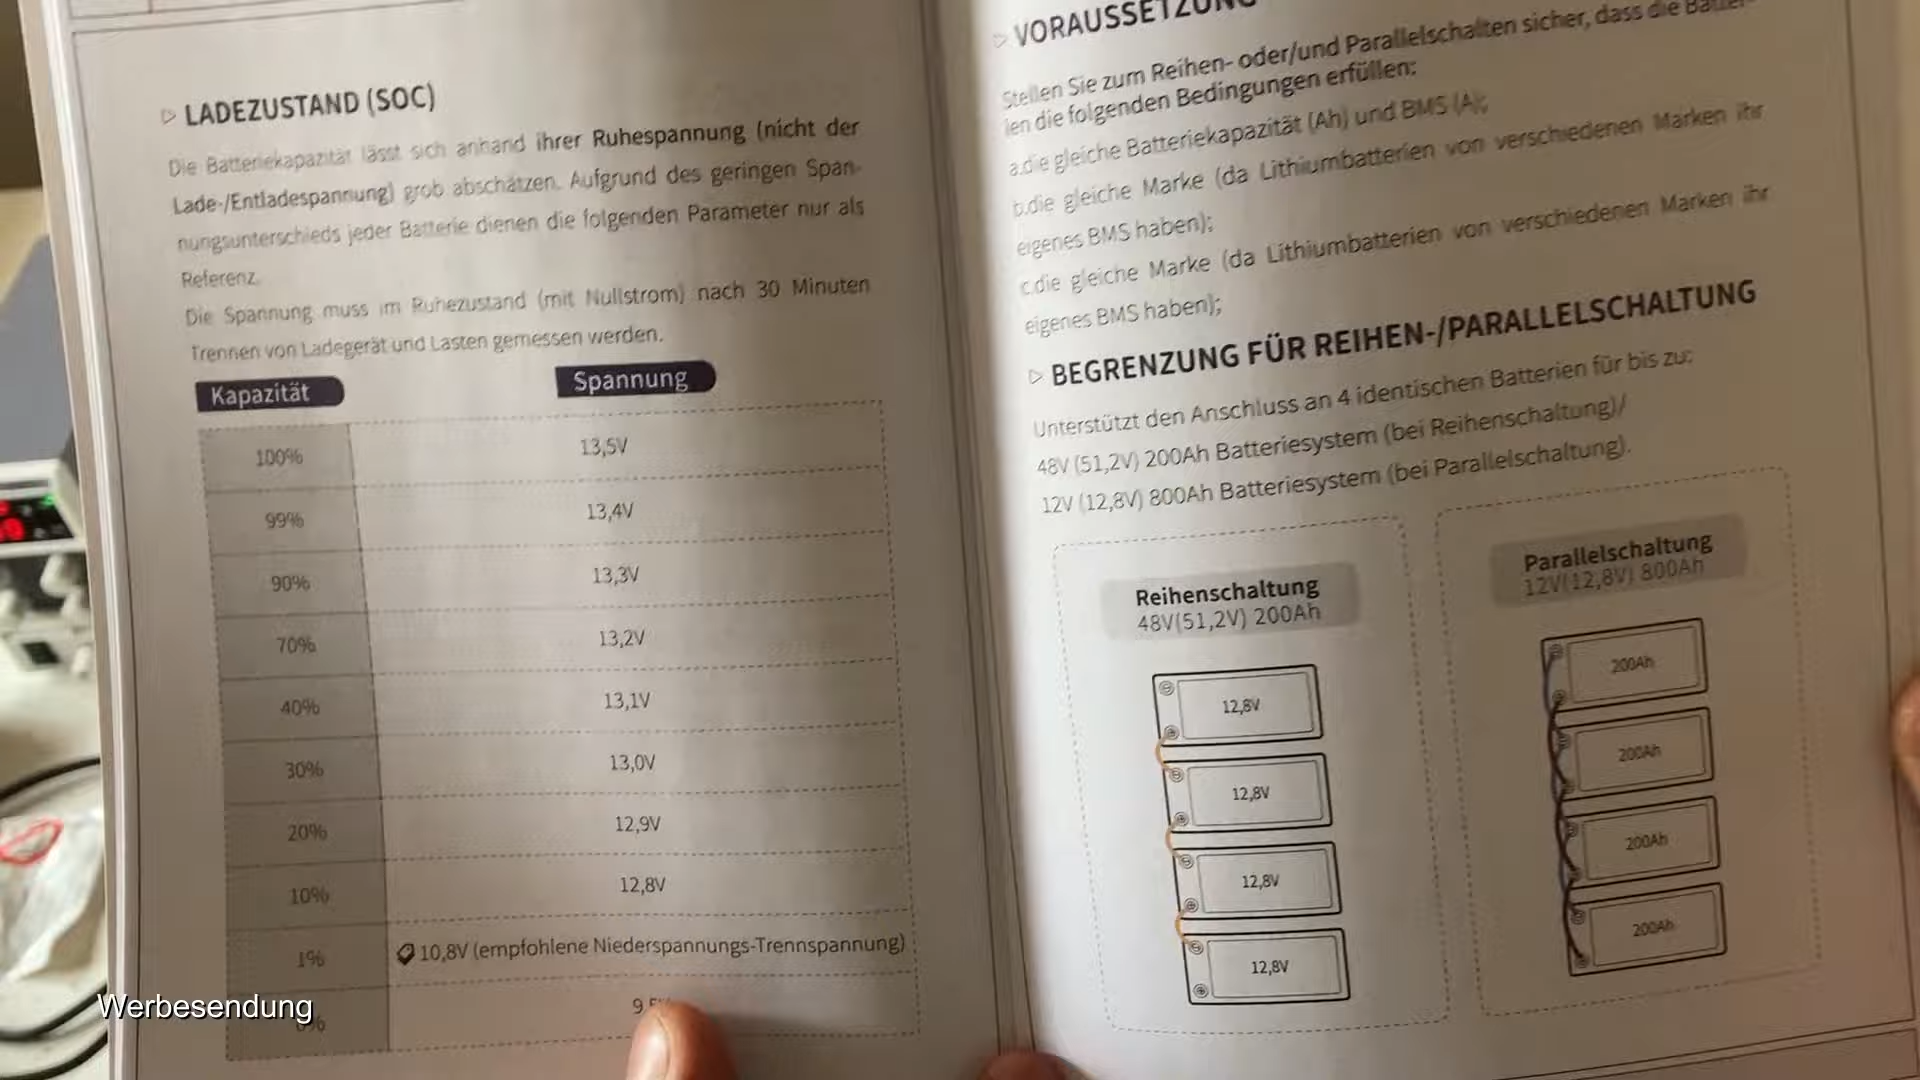 ▷ LADEZUSTAND (SOC)
Die Batteriekapazität lässt sich anhand ihrer Ruhespannung (nicht der
Lade-/Entladespannung) grob abschätzen. Aufgrund des geringen Span-
nungsunterschieds jeder Batterie dienen die folgenden Parameter nur als
Referenz.
Die Spannung muss im Ruhezustand (mit Nullstrom) nach 30 Minuten
Trennen von Ladegerät und Lasten gemessen werden.
Kapazität Spannung
100% 13,5V
99% 13,4V
90% 13,3V
70% 13,2V
40% 13,1V
30% 13,0V
20% 12,9V
10% 12,8V
1% 10,8V (empfohlene Niederspannungs-Trennspannung)
0%
Werbesendung
▷ VORAUSSETZUNG
Stellen Sie zum Reihen- oder/und Parallelschalten sicher, dass die Batter-
ien die folgenden Bedingungen erfüllen:
a.die gleiche Batteriekapazität (Ah) und BMS (A);
b.die gleiche Marke (da Lithiumbatterien von verschiedenen Marken ihr
eigenes BMS haben);
c.die gleiche Marke (da Lithiumbatterien von verschiedenen Marken ihr
eigenes BMS haben);
▷ BEGRENZUNG FÜR REIHEN-/PARALLELSCHALTUNG
Unterstützt den Anschluss an 4 identischen Batterien für bis zu:
48V (51,2V) 200Ah Batteriesystem (bei Reihenschaltung)/
12V (12,8V) 800Ah Batteriesystem (bei Parallelschaltung).
Reihenschaltung
48V(51,2V) 200Ah
12,8V
12,8V
12,8V
12,8V
Parallelschaltung
12V(12,8V) 800Ah
200Ah
200Ah
200Ah
200Ah